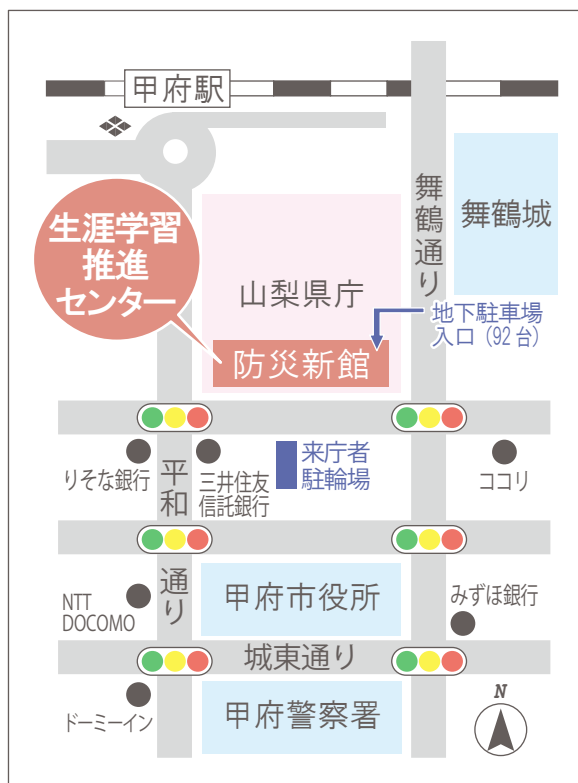 甲府駅
舞鶴通り
舞鶴城
生涯学習
推進
センター
山梨県庁
地下駐車場
入口（92台）
防災新館
りそな銀行
平和通り
三井住友
信託銀行
来庁者
駐輪場
ココリ
NTT
DOCOMO
甲府市役所
みずほ銀行
城東通り
ドーミーイン
甲府警察署
N